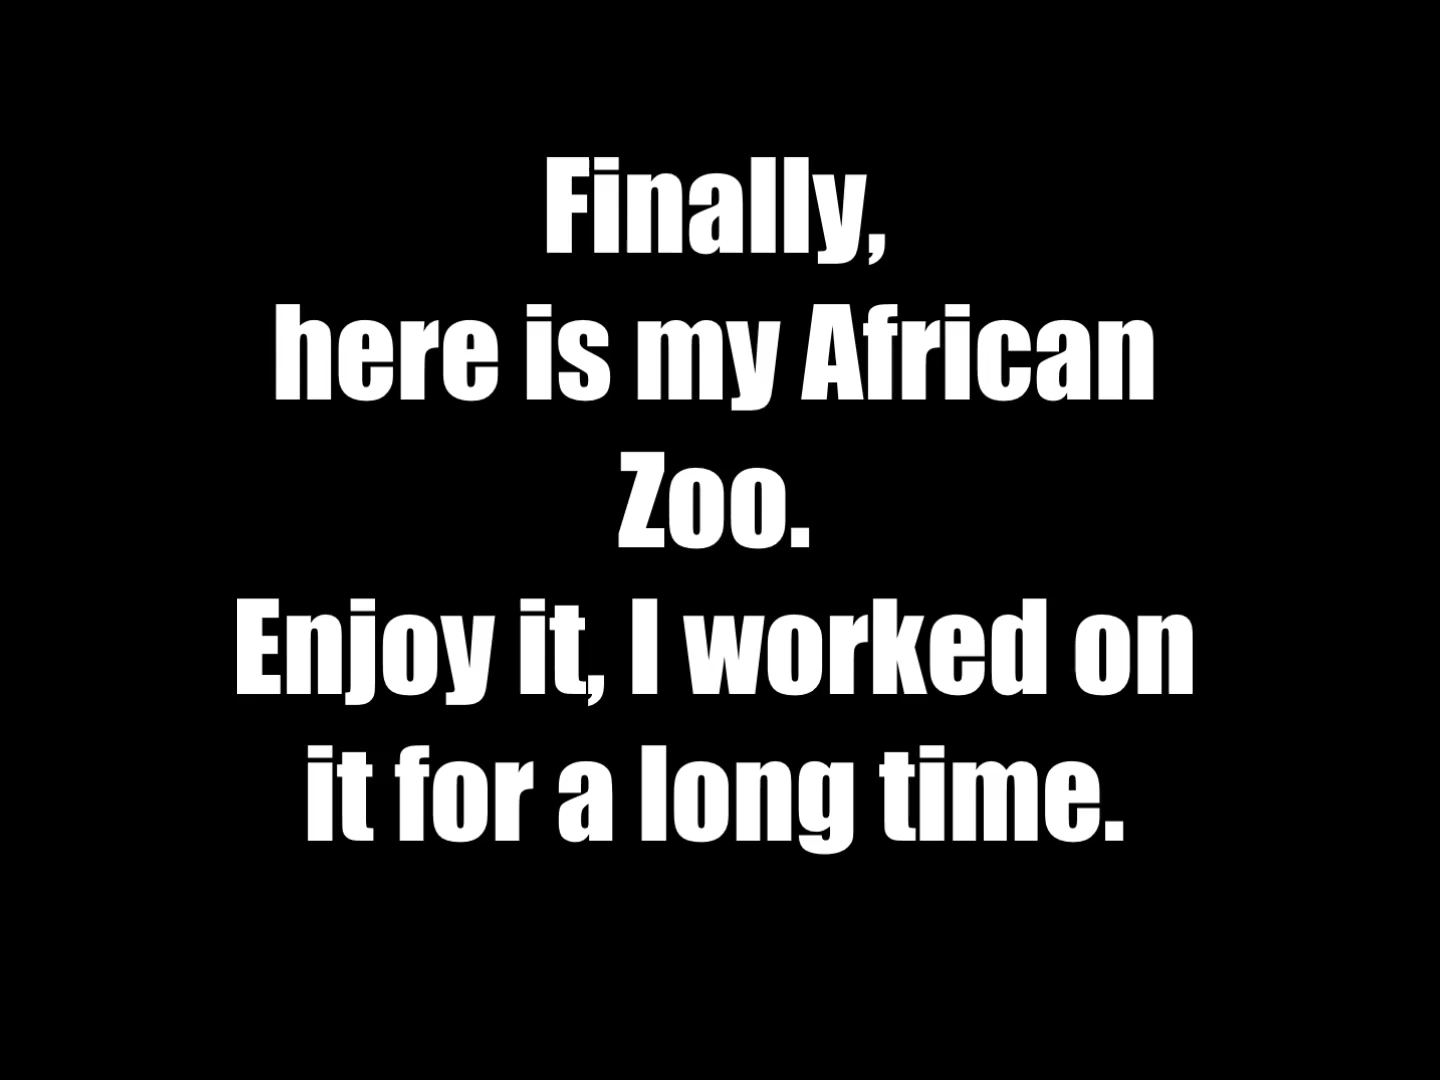 Finally,
here is my African
Zoo.
Enjoy it, I worked on
it for a long time.